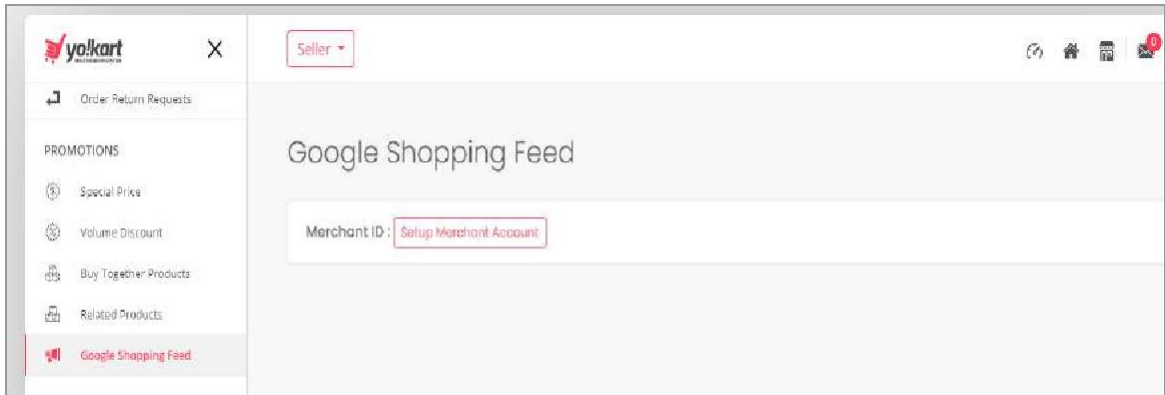 yo!kart
X
Seller
0
Order Return Requests
PROMOTIONS
Special Price
Volume Discount
Buy Together Products
Related Products
Google Shopping Feed
Google Shopping Feed
Merchant ID : Setup Merchant Account